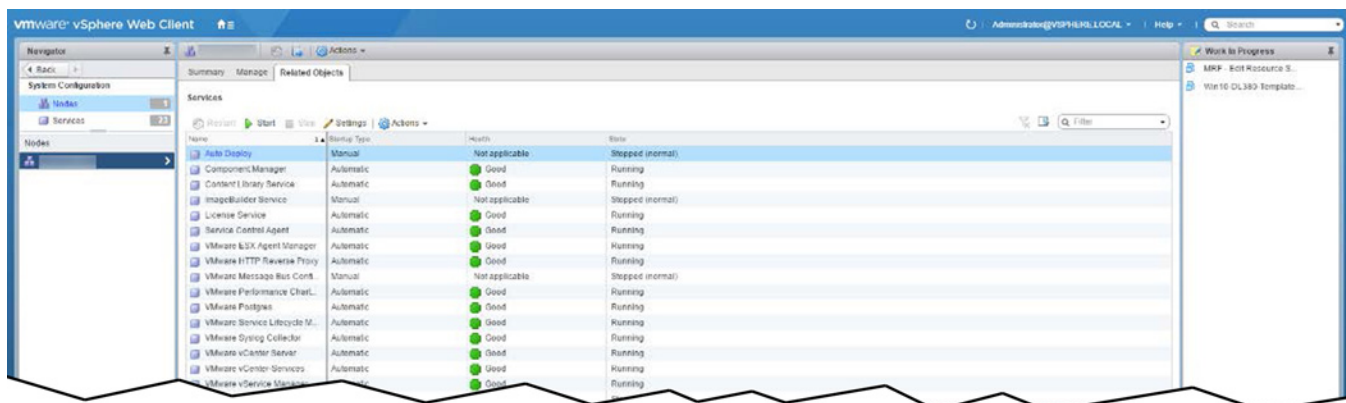 vmware® vSphere Web Client
Administrator@VSPHERE.LOCAL
Help
Search
Navigator
Actions
Work In Progress
Back
Summary Manage Related Objects
MRF - Edit Resource S...
System Configuration
Win10-DL380-Template...
Nodes 1
Services
Services 23
Restart Start Stop Settings Actions
Filter
Nodes
Name 1 Startup Type Health State
Auto Deploy Manual Not applicable Stopped (normal)
Component Manager Automatic Good Running
Content Library Service Automatic Good Running
ImageBuilder Service Manual Not applicable Stopped (normal)
License Service Automatic Good Running
Service Control Agent Automatic Good Running
VMware ESX Agent Manager Automatic Good Running
VMware HTTP Reverse Proxy Automatic Good Running
VMware Message Bus Confi... Manual Not applicable Stopped (normal)
VMware Performance Chart... Automatic Good Running
VMware Postgres Automatic Good Running
VMware Service Lifecycle M... Automatic Good Running
VMware Syslog Collector Automatic Good Running
VMware vCenter Server Automatic Good Running
VMware vCenter-Services Automatic Good Running
VMware vService Manager Good Running